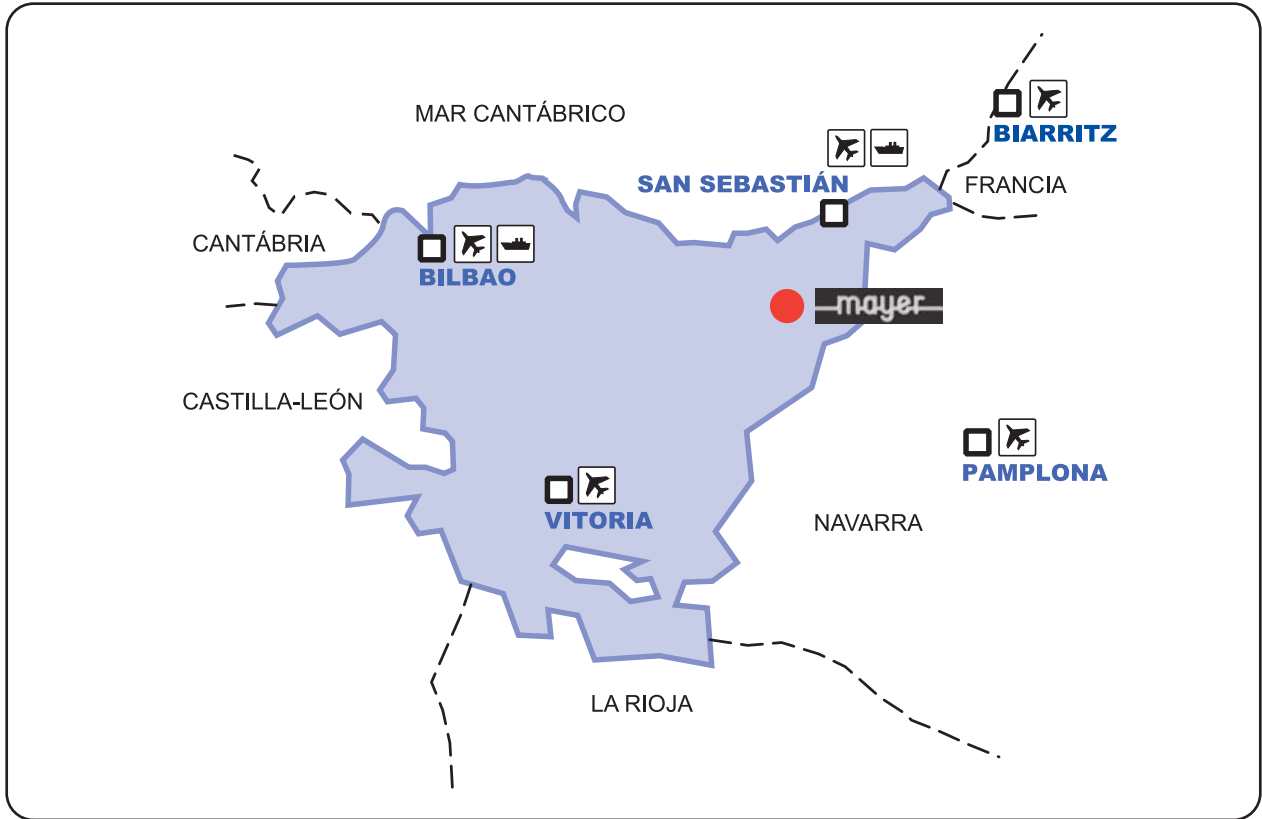 MAR CANTÁBRICO
BIARRITZ
SAN SEBASTIÁN
FRANCIA
CANTÁBRIA
BILBAO
mayer
CASTILLA-LEÓN
PAMPLONA
VITORIA
NAVARRA
LA RIOJA